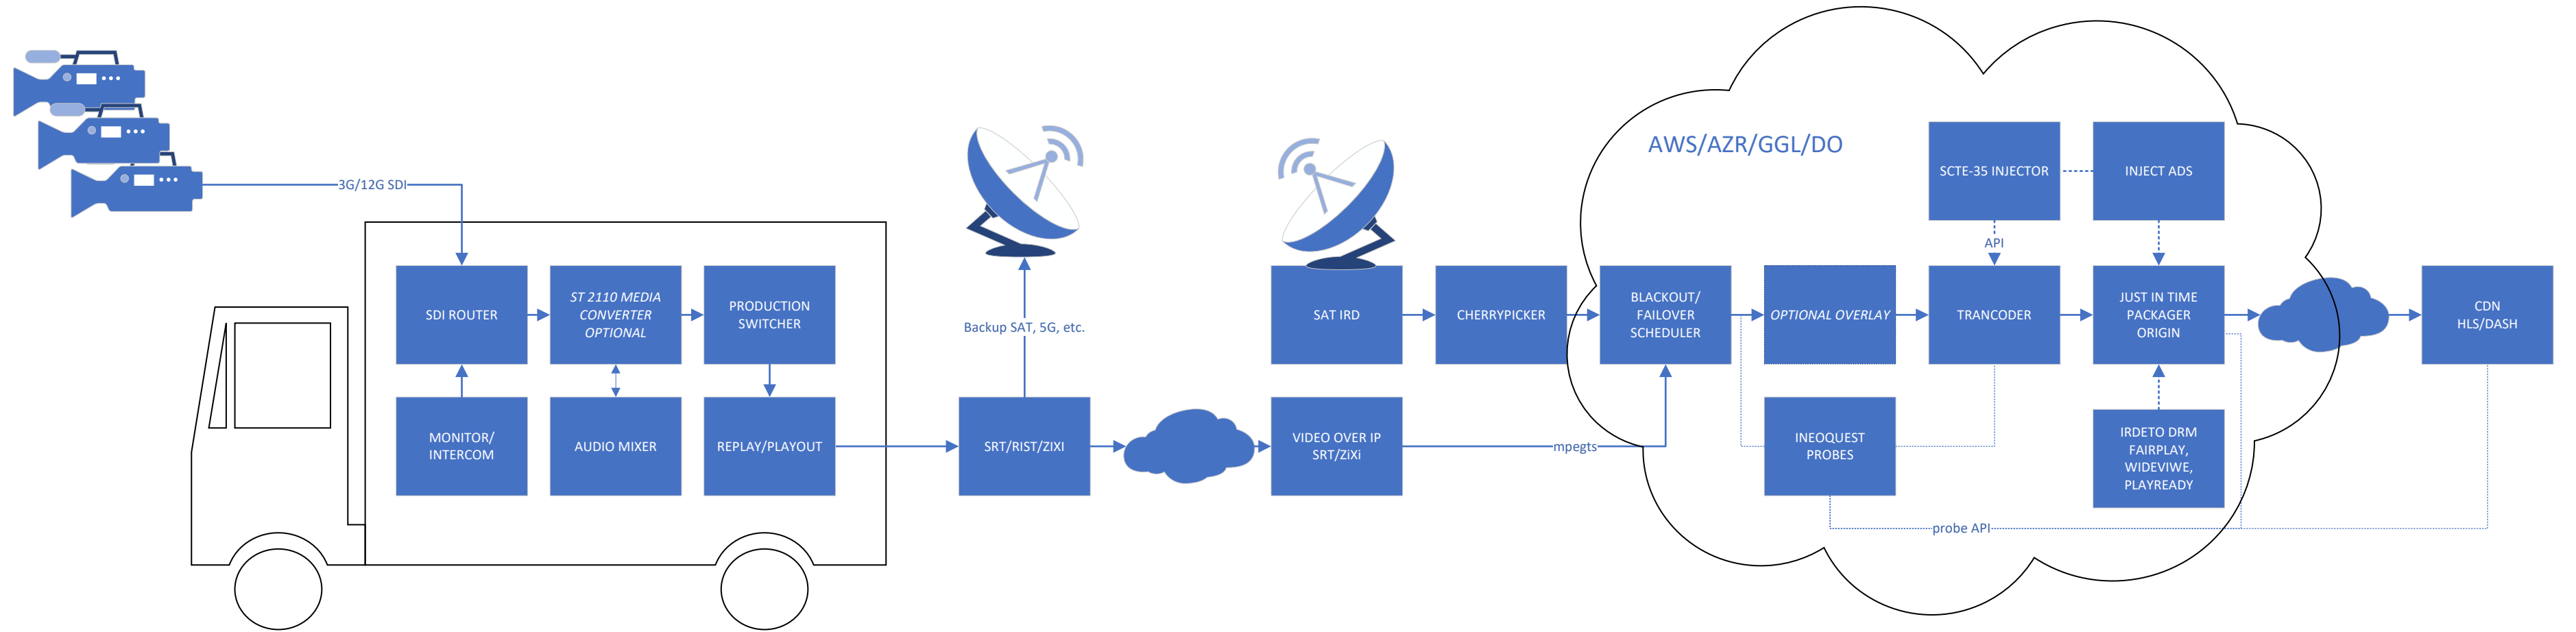 AWS/AZR/GGL/DO
3G/12G SDI
SCTE-35 INJECTOR
INJECT ADS
API
SDI ROUTER
ST 2110 MEDIA
CONVERTER
OPTIONAL
PRODUCTION
SWITCHER
Backup SAT, 5G, etc.
SAT IRD
CHERRYPICKER
BLACKOUT/
FAILOVER
SCHEDULER
OPTIONAL OVERLAY
TRANCODER
JUST IN TIME
PACKAGER
ORIGIN
CDN
HLS/DASH
MONITOR/
INTERCOM
AUDIO MIXER
REPLAY/PLAYOUT
SRT/RIST/ZIXI
VIDEO OVER IP
SRT/ZiXi
mpegts
INEOQUEST
PROBES
IRDETO DRM
FAIRPLAY,
WIDEVIWE,
PLAYREADY
probe API